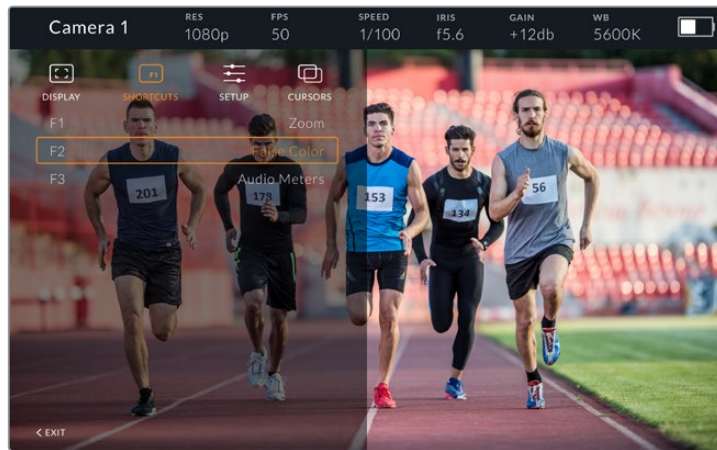 Camera 1
RES
1080p
FPS
50
SPEED
1/100
IRIS
f5.6
GAIN
+12db
WB
5600K
DISPLAY
F1
SHORTCUTS
SETUP
CURSORS
F1 Zoom
F2 False Color
F3 Audio Meters
201
178
153
134
56
< EXIT